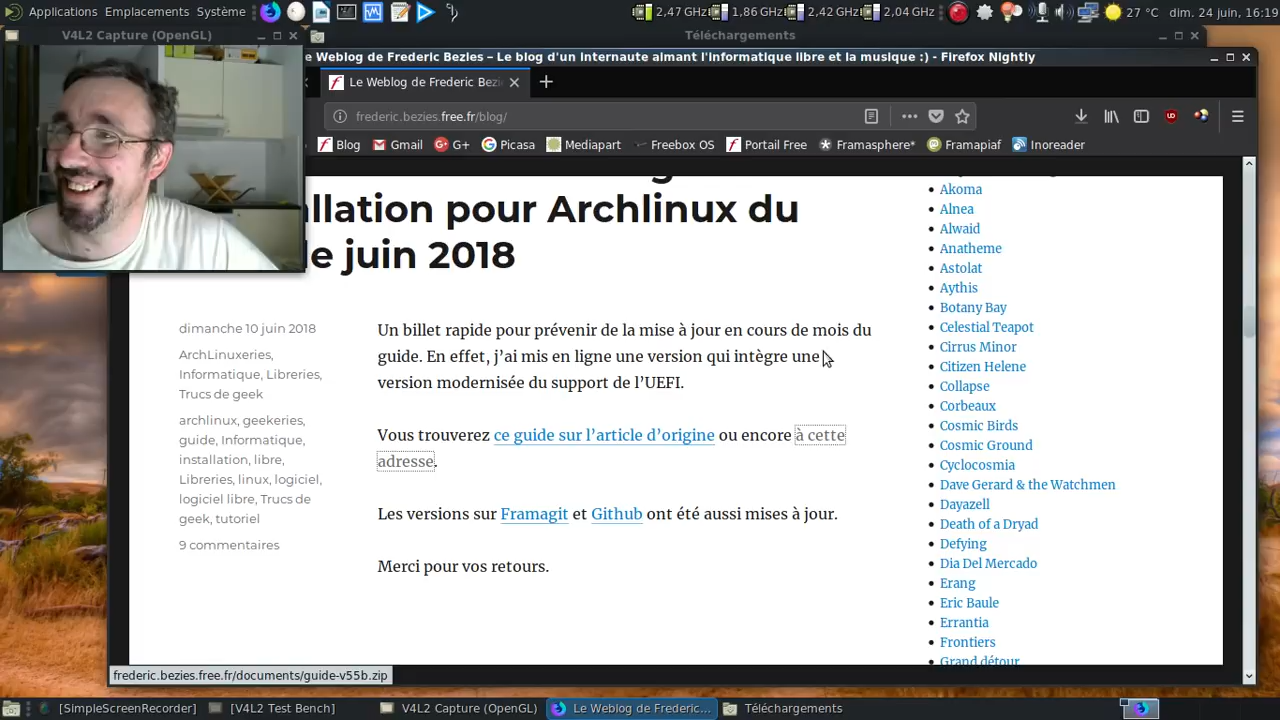 Applications Emplacements Système
2,47 GHz 1,86 GHz 2,42 GHz 2,04 GHz
27 °C dim. 24 juin, 16:19
V4L2 Capture (OpenGL)
Téléchargements
Le Weblog de Frederic Bezies – Le blog d'un internaute aimant l'informatique libre et la musique :) - Firefox Nightly
Le Weblog de Frederic Bezi
frederic.bezies.free.fr/blog/
Blog Gmail G+ Picasa Mediapart Freebox OS Portail Free Framasphere* Framapiaf Inoreader
llation pour Archlinux du
e juin 2018
dimanche 10 juin 2018
ArchLinuxeries,
Informatique, Libreries,
Trucs de geek
archlinux, geekeries,
guide, Informatique,
installation, libre,
Libreries, linux, logiciel,
logiciel libre, Trucs de
geek, tutoriel
9 commentaires
Un billet rapide pour prévenir de la mise à jour en cours de mois du
guide. En effet, j’ai mis en ligne une version qui intègre une
version modernisée du support de l’UEFI.
Vous trouverez ce guide sur l’article d’origine ou encore à cette
adresse.
Les versions sur Framagit et Github ont été aussi mises à jour.
Merci pour vos retours.
Akoma
Alnea
Alwaid
Anatheme
Astolat
Aythis
Botany Bay
Celestial Teapot
Cirrus Minor
Citizen Helene
Collapse
Corbeaux
Cosmic Birds
Cosmic Ground
Cyclocosmia
Dave Gerard & the Watchmen
Dayazell
Death of a Dryad
Defying
Dia Del Mercado
Erang
Eric Baule
Errantia
Frontiers
Grand détour
frederic.bezies.free.fr/documents/guide-v55b.zip
[SimpleScreenRecorder] [V4L2 Test Bench] V4L2 Capture (OpenGL) Le Weblog de Frederic... Téléchargements